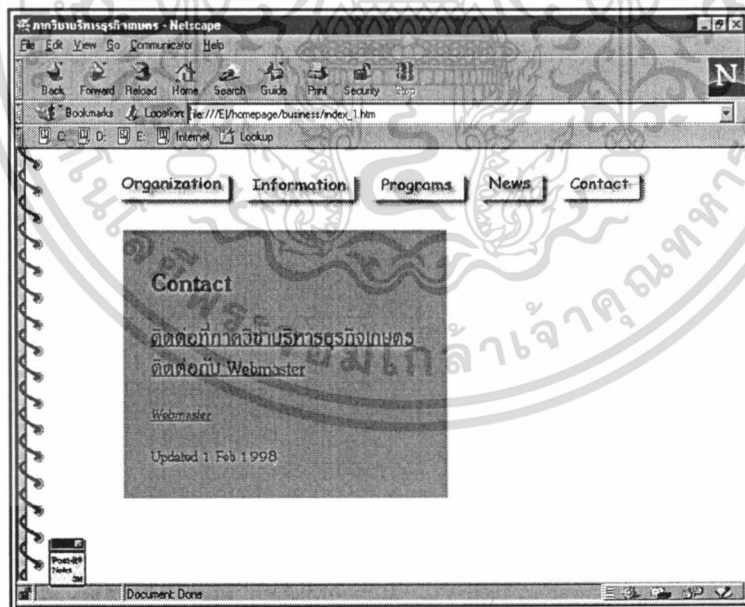 ภาควิชาบริหารธุรกิจเกษตร - Netscape
File Edit View Go Communicator Help
Back Forward Reload Home Search Guide Print Security Stop
N
Bookmarks Location: file:///E|/homepage/business/index_1.htm
C: D: E: Internet Lookup
Organization Information Programs News Contact
Contact
ติดต่อที่ภาควิชาบริหารธุรกิจเกษตร
ติดต่อกับ Webmaster
Webmaster
Updated 1 Feb 1998
Post-it®
Notes
3M
Document: Done